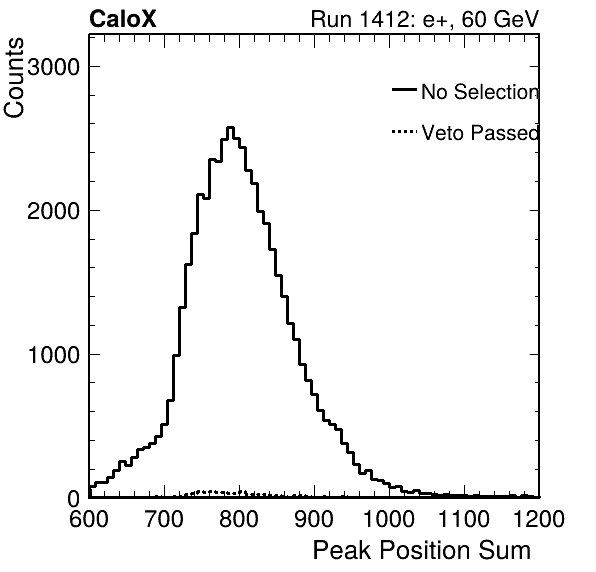 CaloX Run 1412: e+, 60 GeV
Counts
3000
2000
1000
0
No Selection
Veto Passed
600 700 800 900 1000 1100 1200
Peak Position Sum